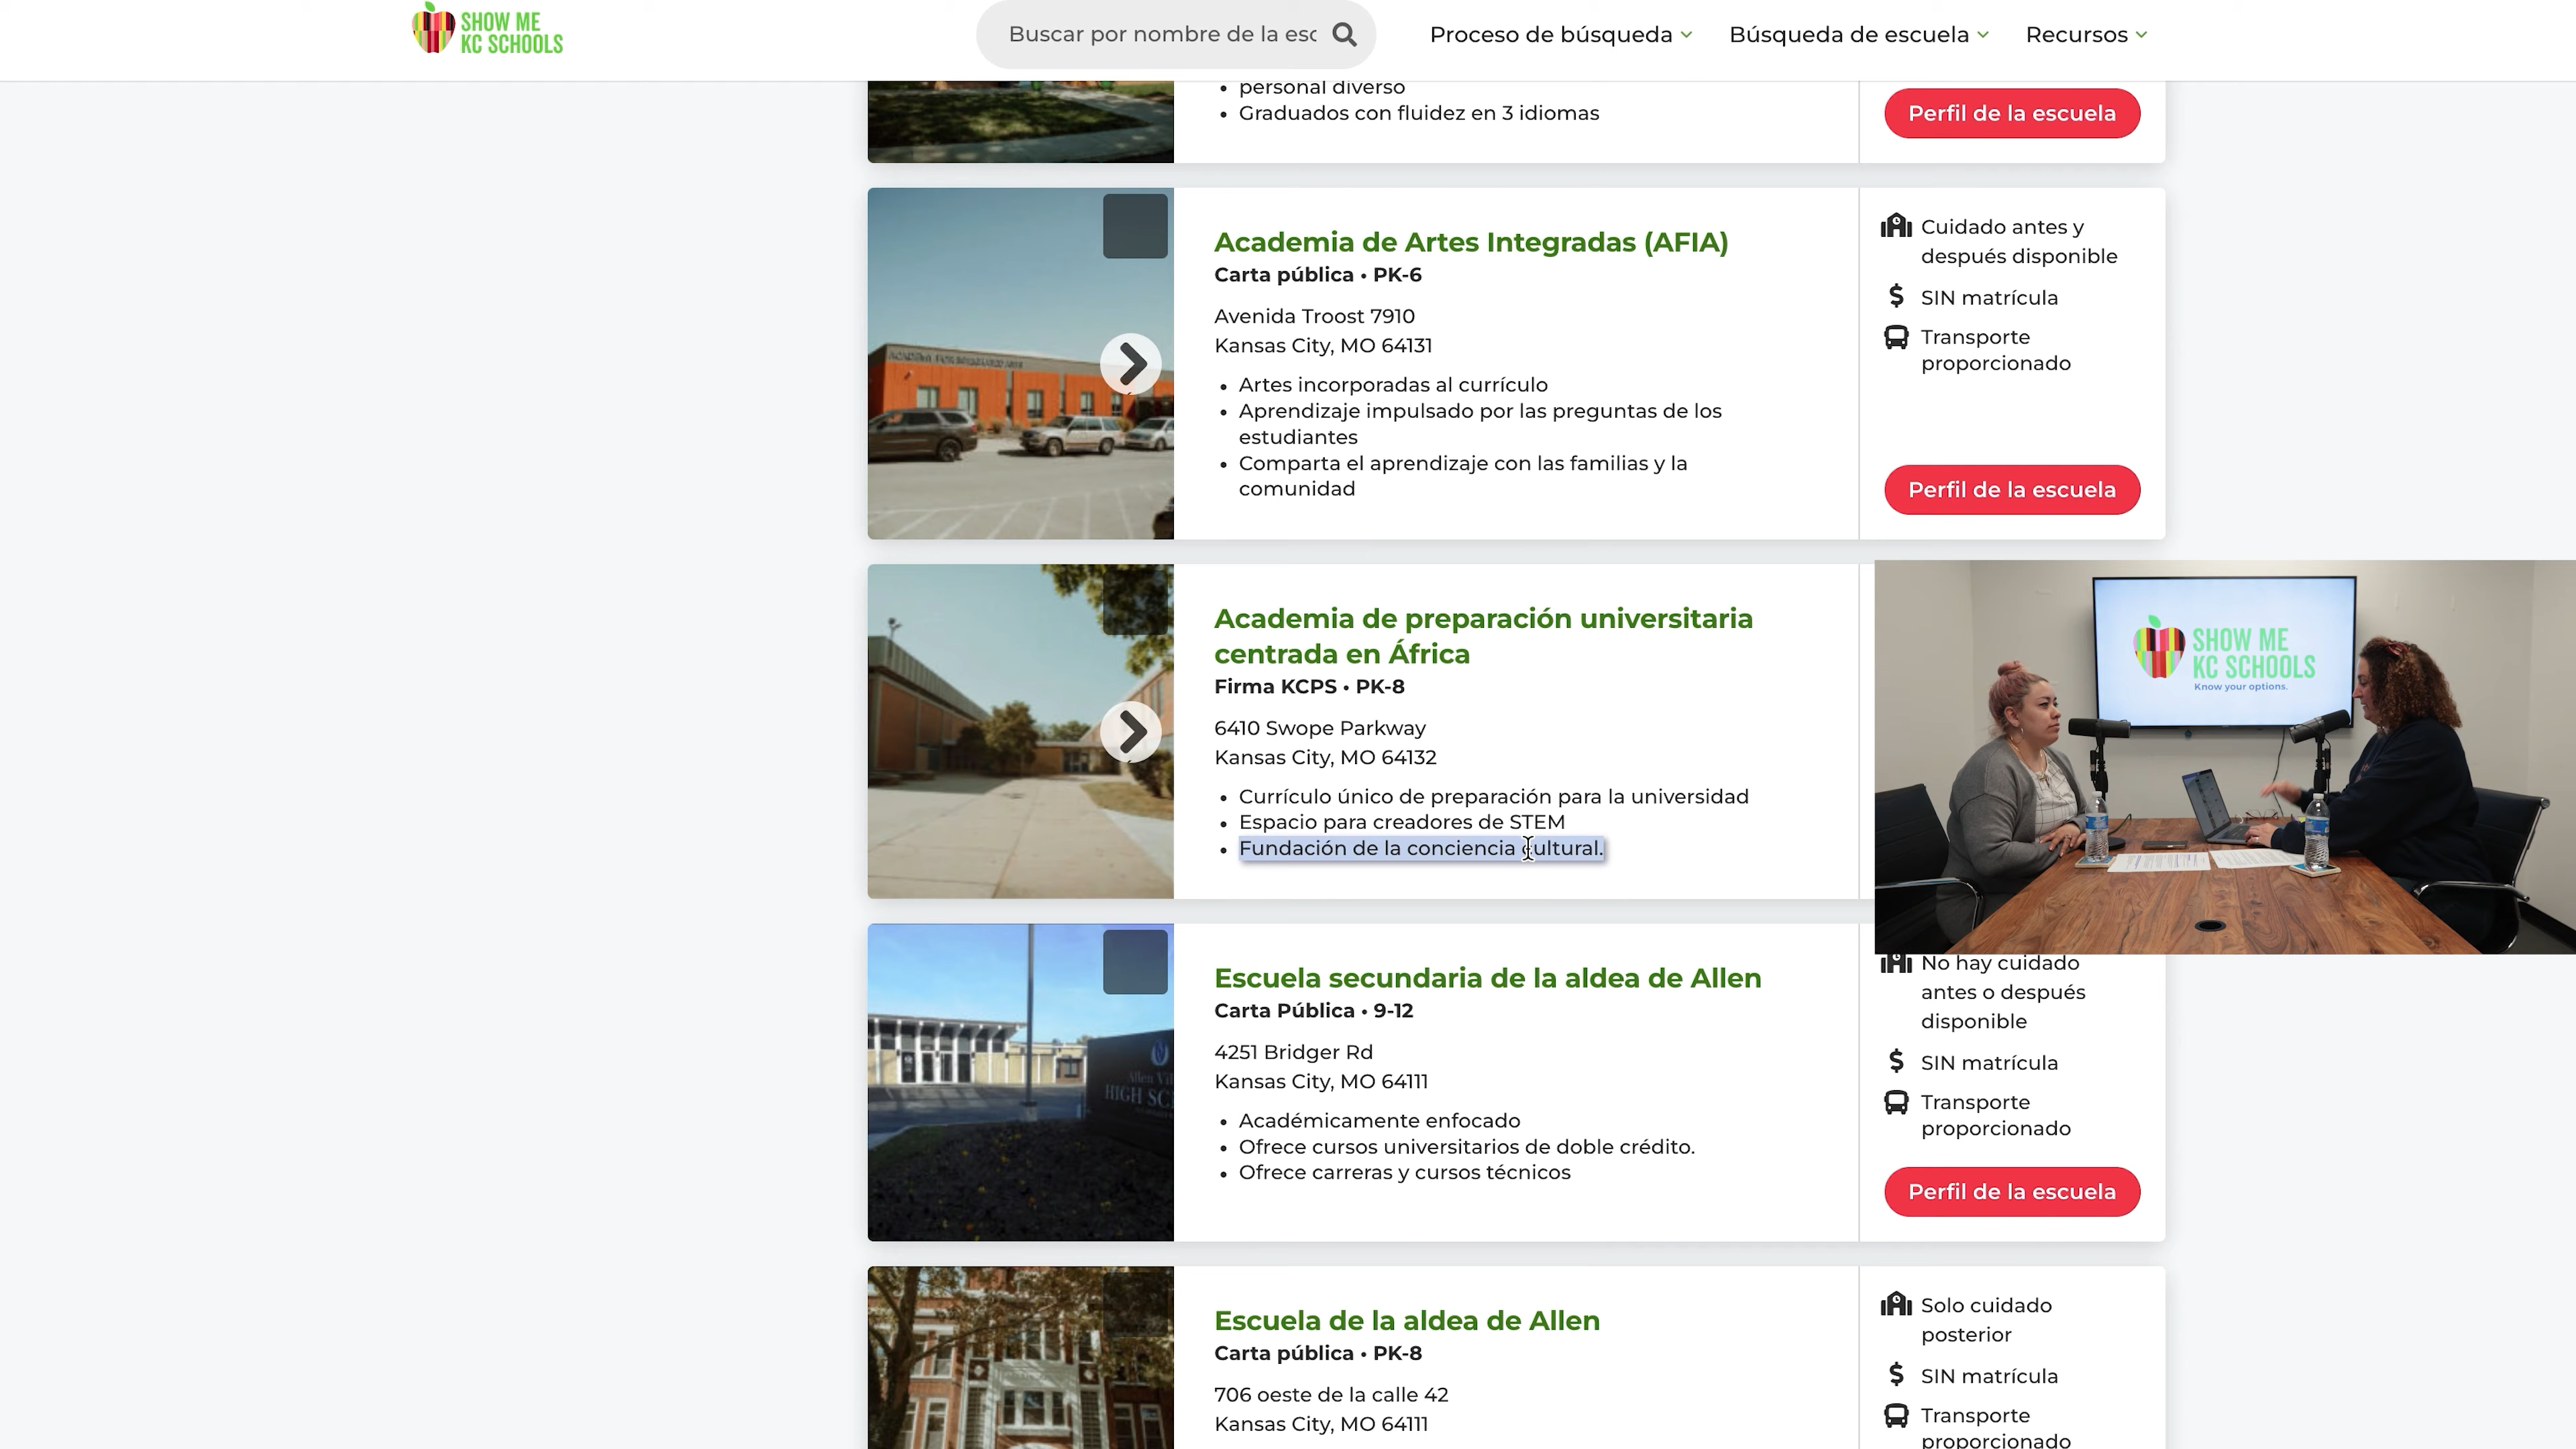 SHOW ME
KC SCHOOLS
Buscar por nombre de la esc
Proceso de búsqueda
Búsqueda de escuela
Recursos
personal diverso
Graduados con fluidez en 3 idiomas
Perfil de la escuela
Academia de Artes Integradas (AFIA)
Carta pública • PK-6
Avenida Troost 7910
Kansas City, MO 64131
Artes incorporadas al currículo
Aprendizaje impulsado por las preguntas de los
estudiantes
Comparta el aprendizaje con las familias y la
comunidad
Cuidado antes y
después disponible
SIN matrícula
Transporte
proporcionado
Perfil de la escuela
Academia de preparación universitaria
centrada en África
Firma KCPS • PK-8
6410 Swope Parkway
Kansas City, MO 64132
Currículo único de preparación para la universidad
Espacio para creadores de STEM
Fundación de la conciencia cultural.
SHOW ME
KC SCHOOLS
Know your options.
Escuela secundaria de la aldea de Allen
Carta Pública • 9-12
4251 Bridger Rd
Kansas City, MO 64111
Académicamente enfocado
Ofrece cursos universitarios de doble crédito.
Ofrece carreras y cursos técnicos
Allen Vil
HIGH SC
No hay cuidado
antes o después
disponible
SIN matrícula
Transporte
proporcionado
Perfil de la escuela
Escuela de la aldea de Allen
Carta pública • PK-8
706 oeste de la calle 42
Kansas City, MO 64111
Solo cuidado
posterior
SIN matrícula
Transporte
proporcionado